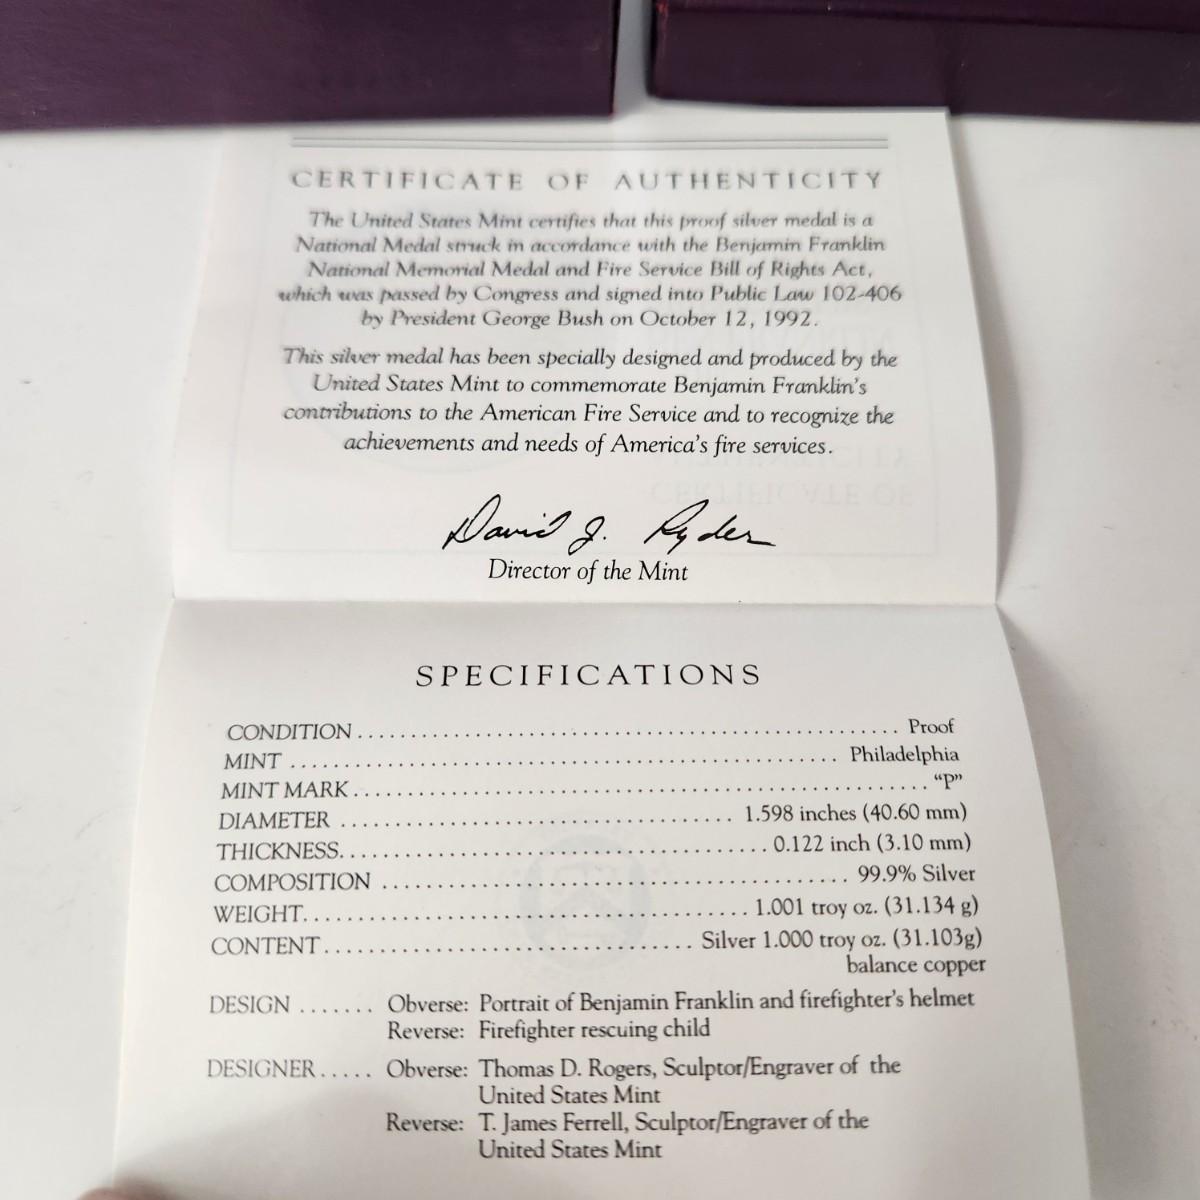 CERTIFICATE OF AUTHENTICITY
The United States Mint certifies that this proof silver medal is a
National Medal struck in accordance with the Benjamin Franklin
National Memorial Medal and Fire Service Bill of Rights Act,
which was passed by Congress and signed into Public Law 102-406
by President George Bush on October 12, 1992.
This silver medal has been specially designed and produced by the
United States Mint to commemorate Benjamin Franklin's
contributions to the American Fire Service and to recognize the
achievements and needs of America's fire services.
David J. Ryder
Director of the Mint
SPECIFICATIONS
CONDITION .......... Proof
MINT .......... Philadelphia
MINT MARK .......... "P"
DIAMETER .......... 1.598 inches (40.60 mm)
THICKNESS .......... 0.122 inch (3.10 mm)
COMPOSITION .......... 99.9% Silver
WEIGHT .......... 1.001 troy oz. (31.134 g)
CONTENT .......... Silver 1.000 troy oz. (31.103g)
balance copper
DESIGN ....... Obverse: Portrait of Benjamin Franklin and firefighter's helmet
Reverse: Firefighter rescuing child
DESIGNER ..... Obverse: Thomas D. Rogers, Sculptor/Engraver of the
United States Mint
Reverse: T. James Ferrell, Sculptor/Engraver of the
United States Mint